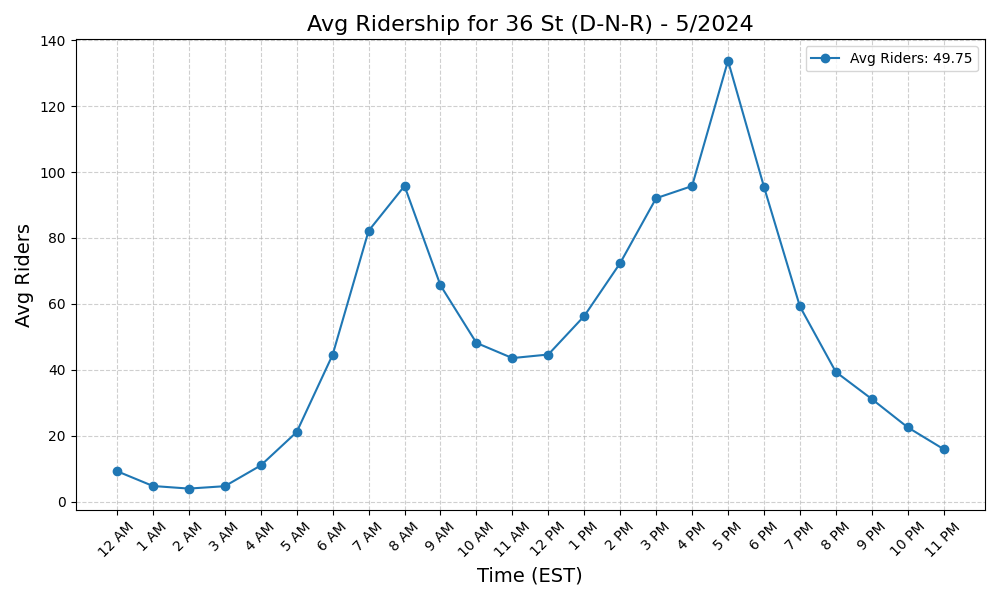 Avg Ridership for 36 St (D-N-R) - 5/2024
Avg Riders: 49.75
Avg Riders
140
120
100
80
60
40
20
0
12 AM
1 AM
2 AM
3 AM
4 AM
5 AM
6 AM
7 AM
8 AM
9 AM
10 AM
11 AM
12 PM
1 PM
2 PM
3 PM
4 PM
5 PM
6 PM
7 PM
8 PM
9 PM
10 PM
11 PM
Time (EST)